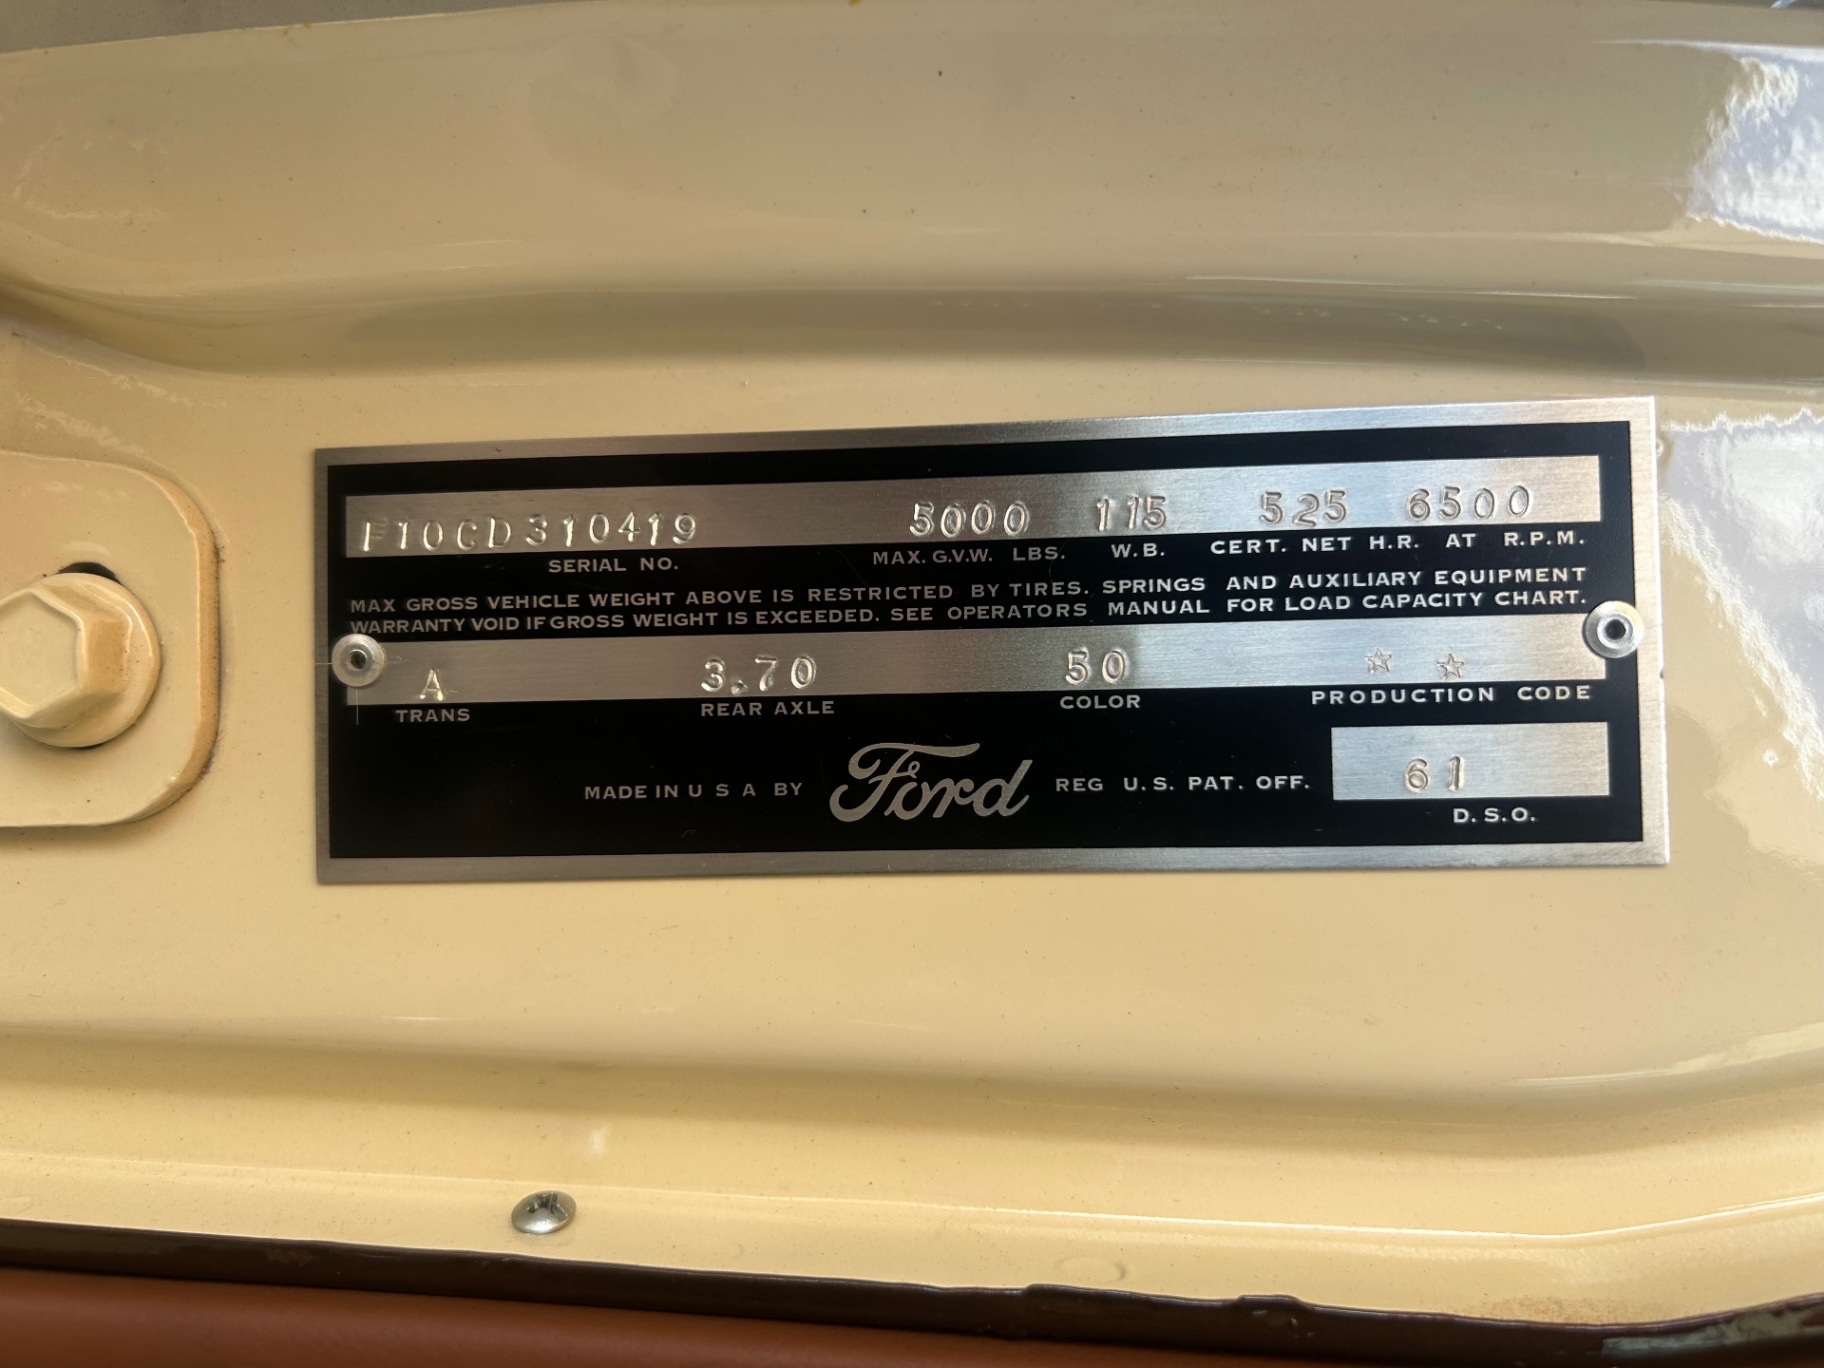 F10CD310419 5000 115 525 6500
SERIAL NO. MAX. G.V.W. LBS. W.B. CERT. NET H.R. AT R.P.M.
MAX GROSS VEHICLE WEIGHT ABOVE IS RESTRICTED BY TIRES. SPRINGS AND AUXILIARY EQUIPMENT
WARRANTY VOID IF GROSS WEIGHT IS EXCEEDED. SEE OPERATORS MANUAL FOR LOAD CAPACITY CHART.
A 3.70 50 ☆ ☆
TRANS REAR AXLE COLOR PRODUCTION CODE
MADE IN U S A BY Ford REG U.S. PAT. OFF. 61
D.S.O.